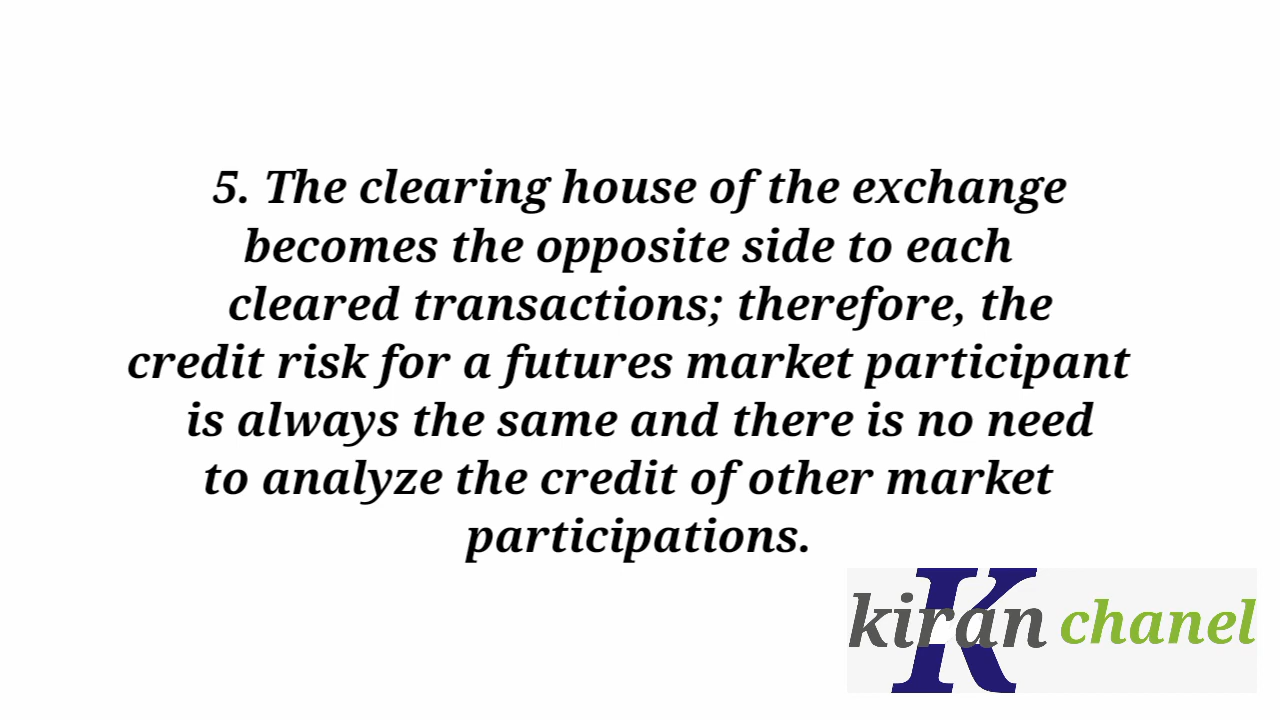 5. The clearing house of the exchange
becomes the opposite side to each
cleared transactions; therefore, the
credit risk for a futures market participant
is always the same and there is no need
to analyze the credit of other market
participations.
K
kiran chanel